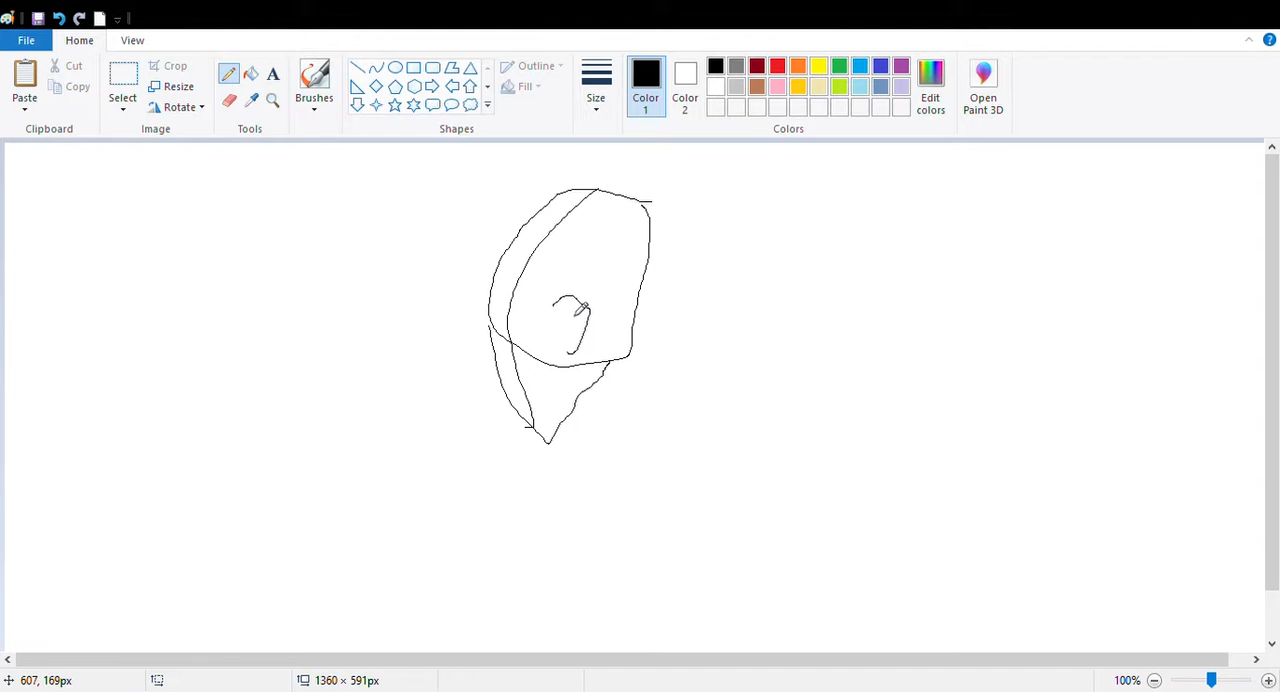 File Home View
Cut
Copy
Paste
Clipboard
Select
Crop
Resize
Rotate
Image
A
Tools
Brushes
Outline
Fill
Shapes
Size
Color 1
Color 2
Edit colors
Colors
Open Paint 3D
607, 169px 1360 × 591px 100%